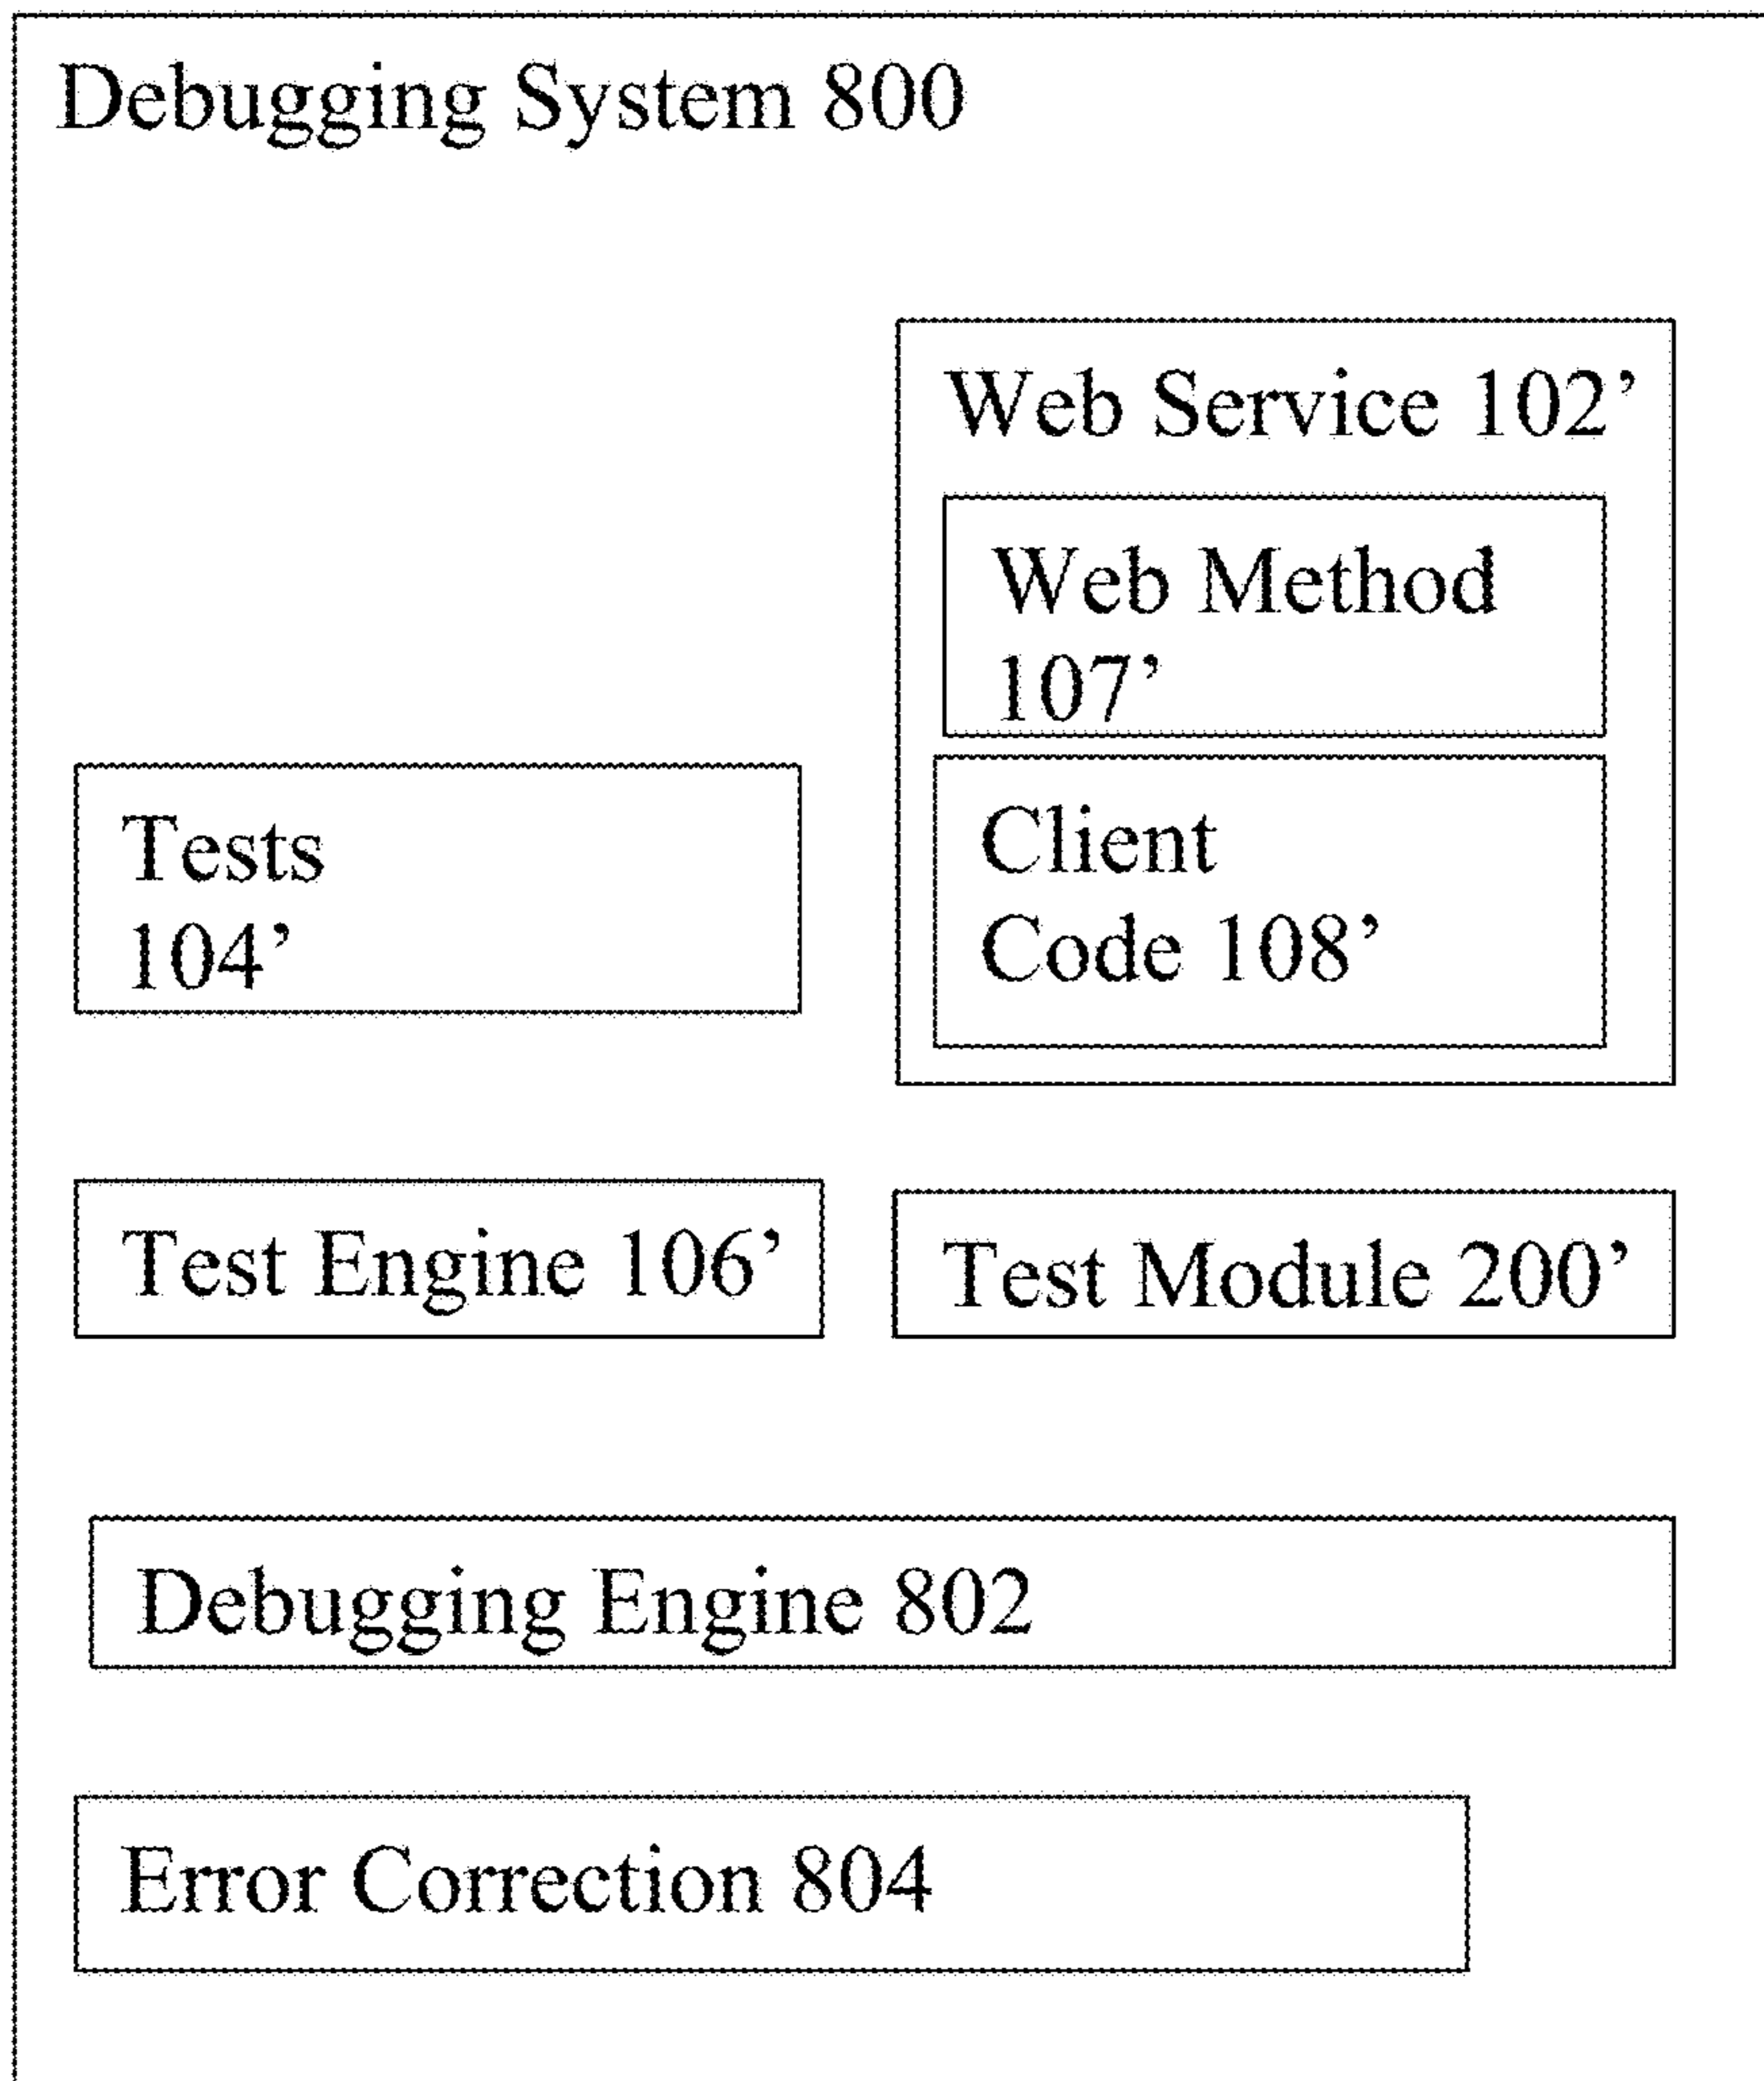 Debugging System 800
Web Service 102’
Web Method
107’
Tests
104’
Client
Code 108’
Test Engine 106’
Test Module 200’
Debugging Engine 802
Error Correction 804